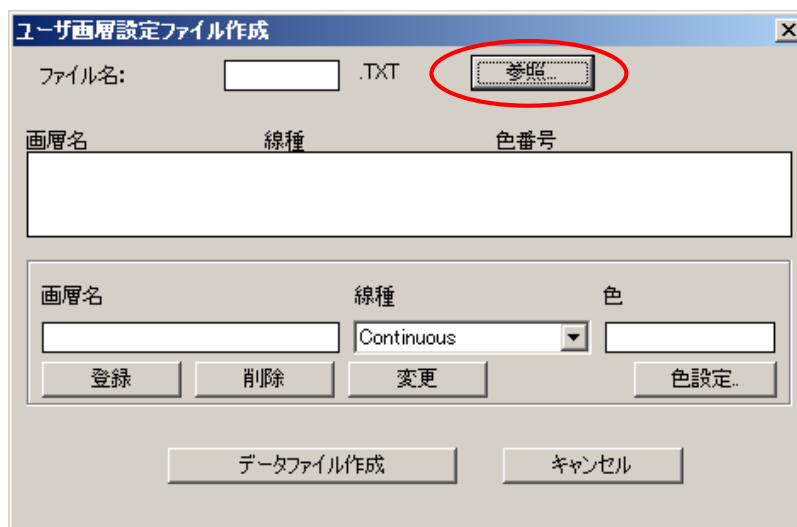 ユーザ画層設定ファイル作成
ファイル名: .TXT 参照...
画層名 線種 色番号
画層名 線種 色
Continuous
登録 削除 変更 色設定..
データファイル作成 キャンセル